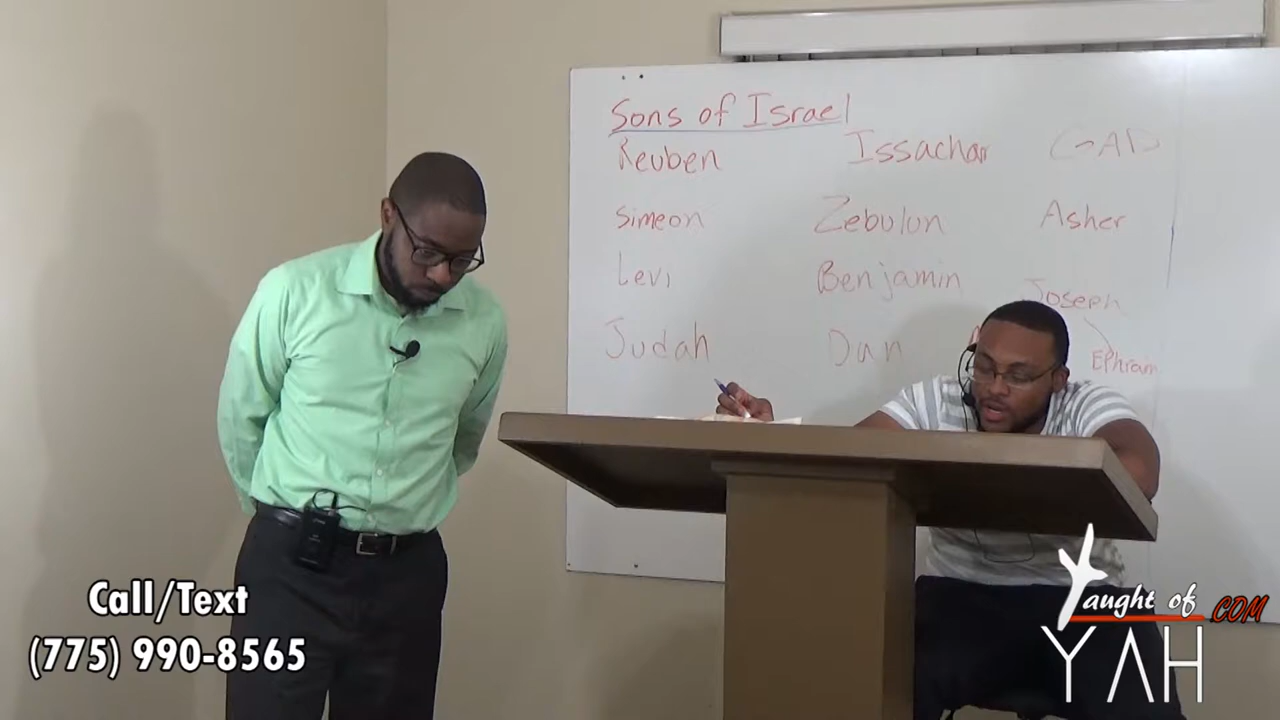 Sons of Israel
Reuben Issachar GAD
Simeon Zebulun Asher
Levi Benjamin Joseph
Judah Dan Ephraim
Call/Text
(775) 990-8565
Taught of .COM
YAH